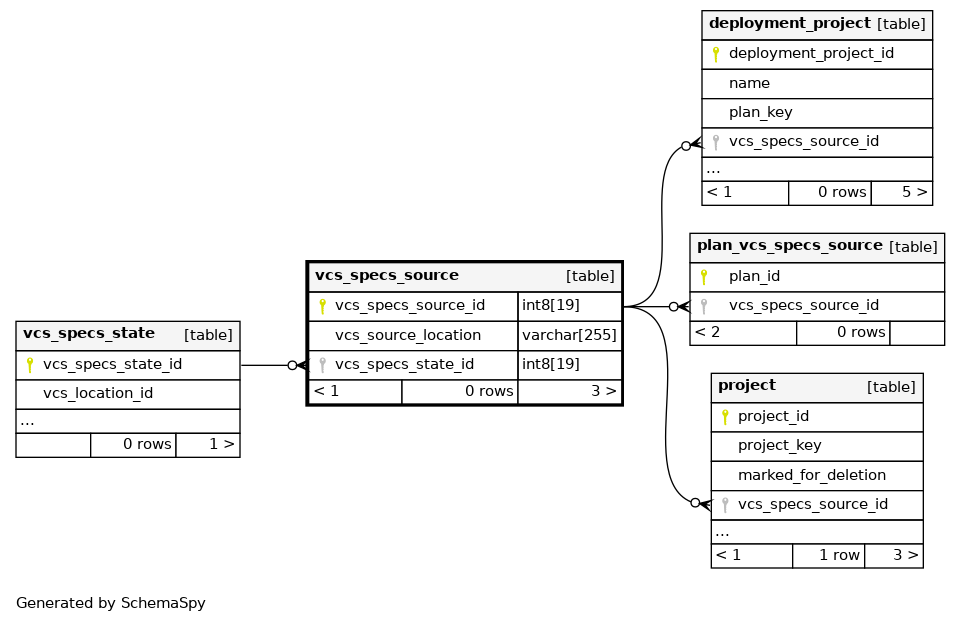 deployment_project [table]
deployment_project_id
name
plan_key
vcs_specs_source_id
...
< 1 0 rows 5 >
plan_vcs_specs_source [table]
plan_id
vcs_specs_source_id
< 2 0 rows
vcs_specs_source [table]
vcs_specs_source_id int8[19]
vcs_source_location varchar[255]
vcs_specs_state_id int8[19]
< 1 0 rows 3 >
vcs_specs_state [table]
vcs_specs_state_id
vcs_location_id
...
0 rows 1 >
project [table]
project_id
project_key
marked_for_deletion
vcs_specs_source_id
...
< 1 1 row 3 >
Generated by SchemaSpy